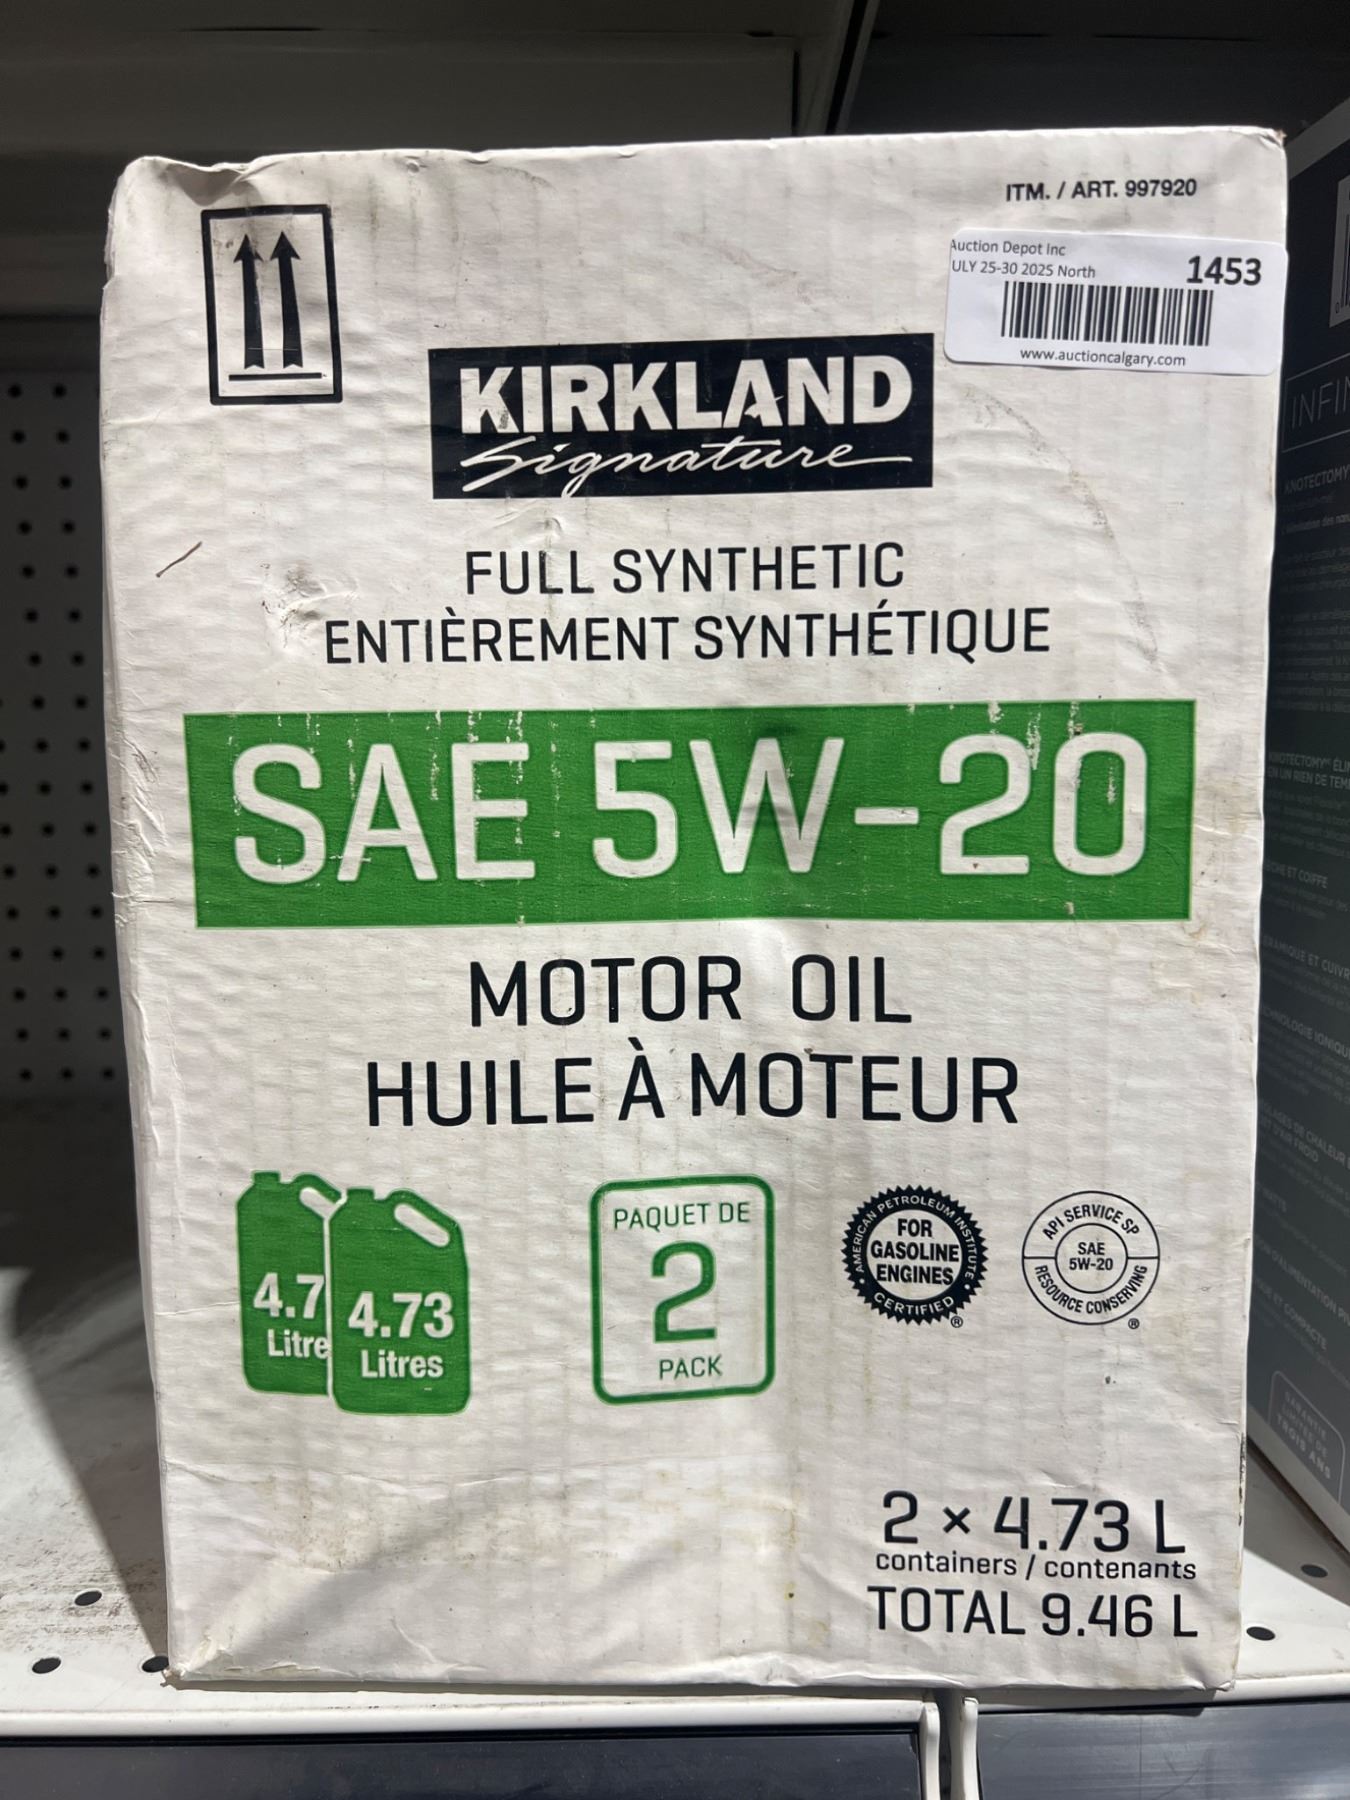 ITM. / ART. 997920
Auction Depot Inc
ULY 25-30 2025 North
1453
www.auctioncalgary.com
KIRKLAND
Signature
FULL SYNTHETIC
ENTIÈREMENT SYNTHÉTIQUE
SAE 5W-20
MOTOR OIL
HUILE À MOTEUR
4.7
Litre
4.73
Litres
PAQUET DE
2
PACK
AMERICAN PETROLEUM INSTITUTE
FOR
GASOLINE
ENGINES
CERTIFIED
®
API SERVICE SP
SAE
5W-20
RESOURCE CONSERVING
®
2 × 4.73 L
containers / contenants
TOTAL 9.46 L
INFI